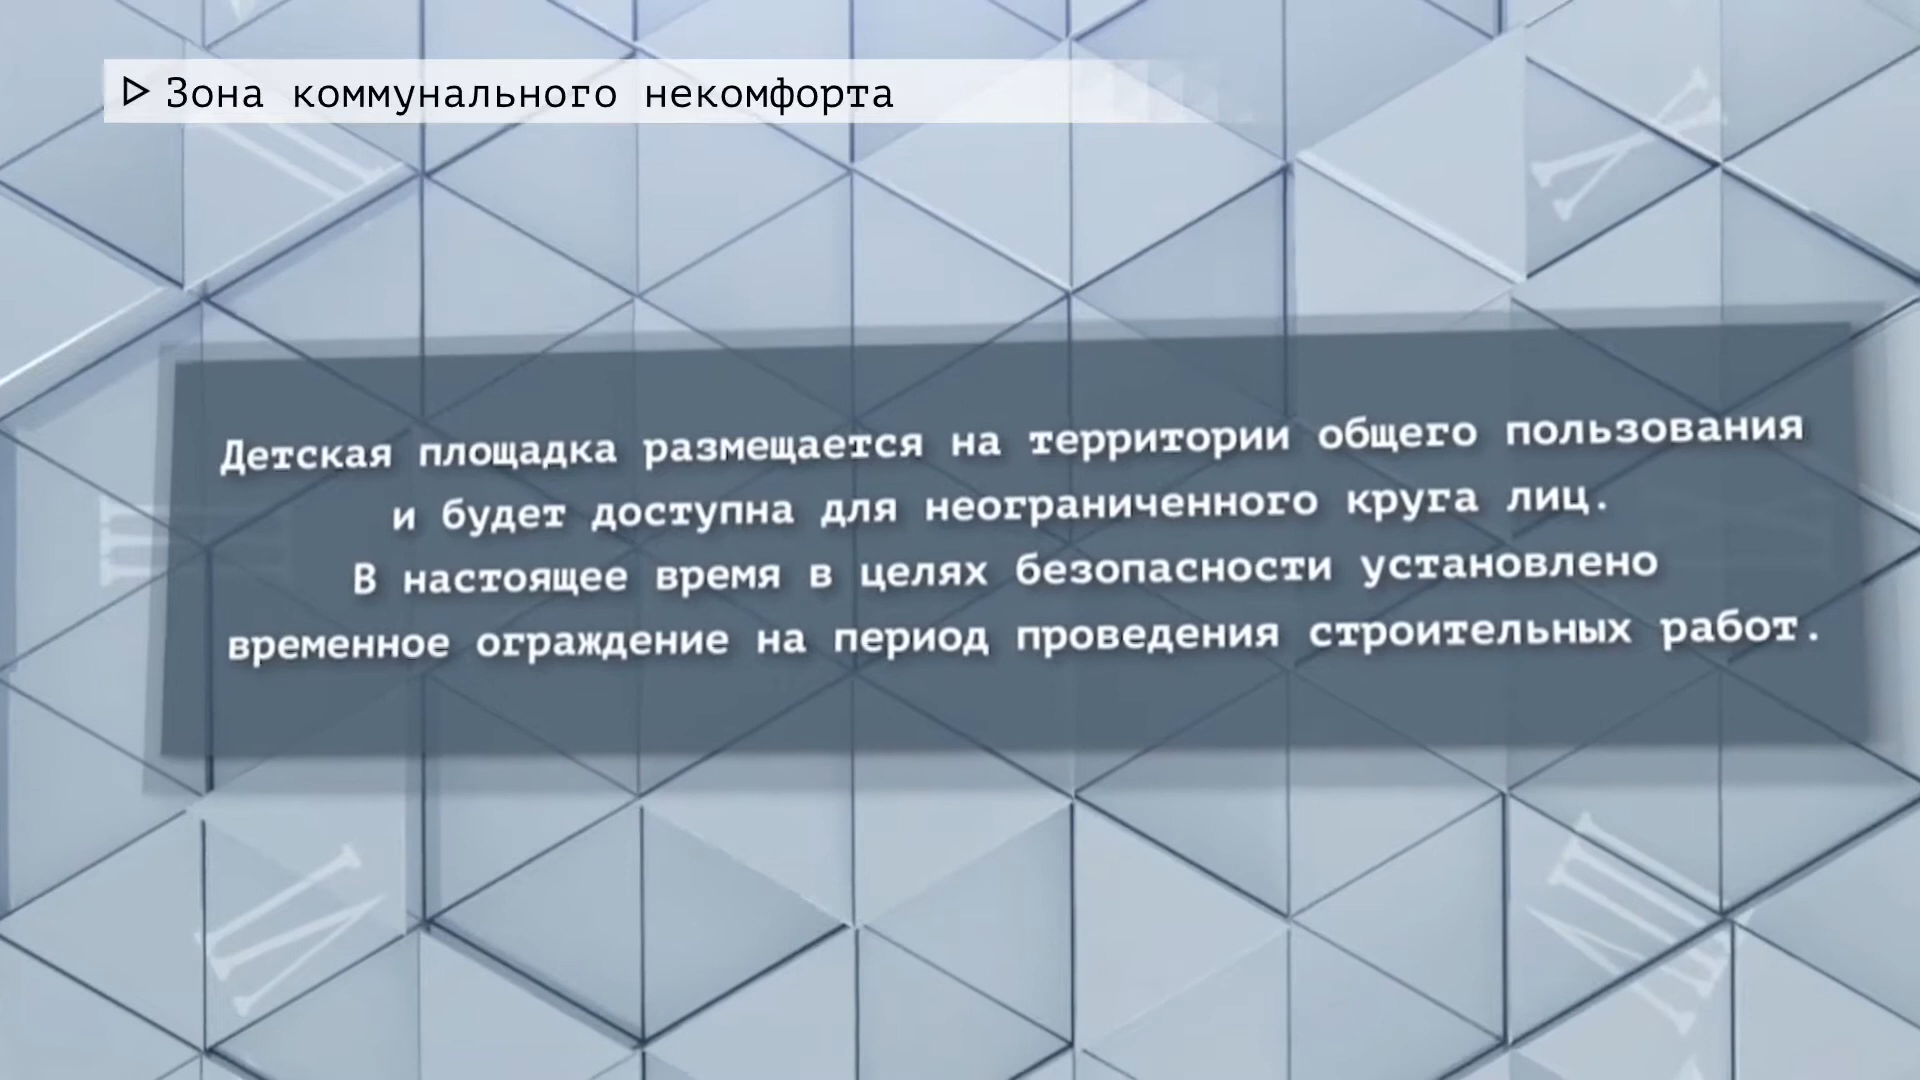 Зона коммунального некомфорта
Детская площадка размещается на территории общего пользования
и будет доступна для неограниченного круга лиц.
В настоящее время в целях безопасности установлено
временное ограждение на период проведения строительных работ.